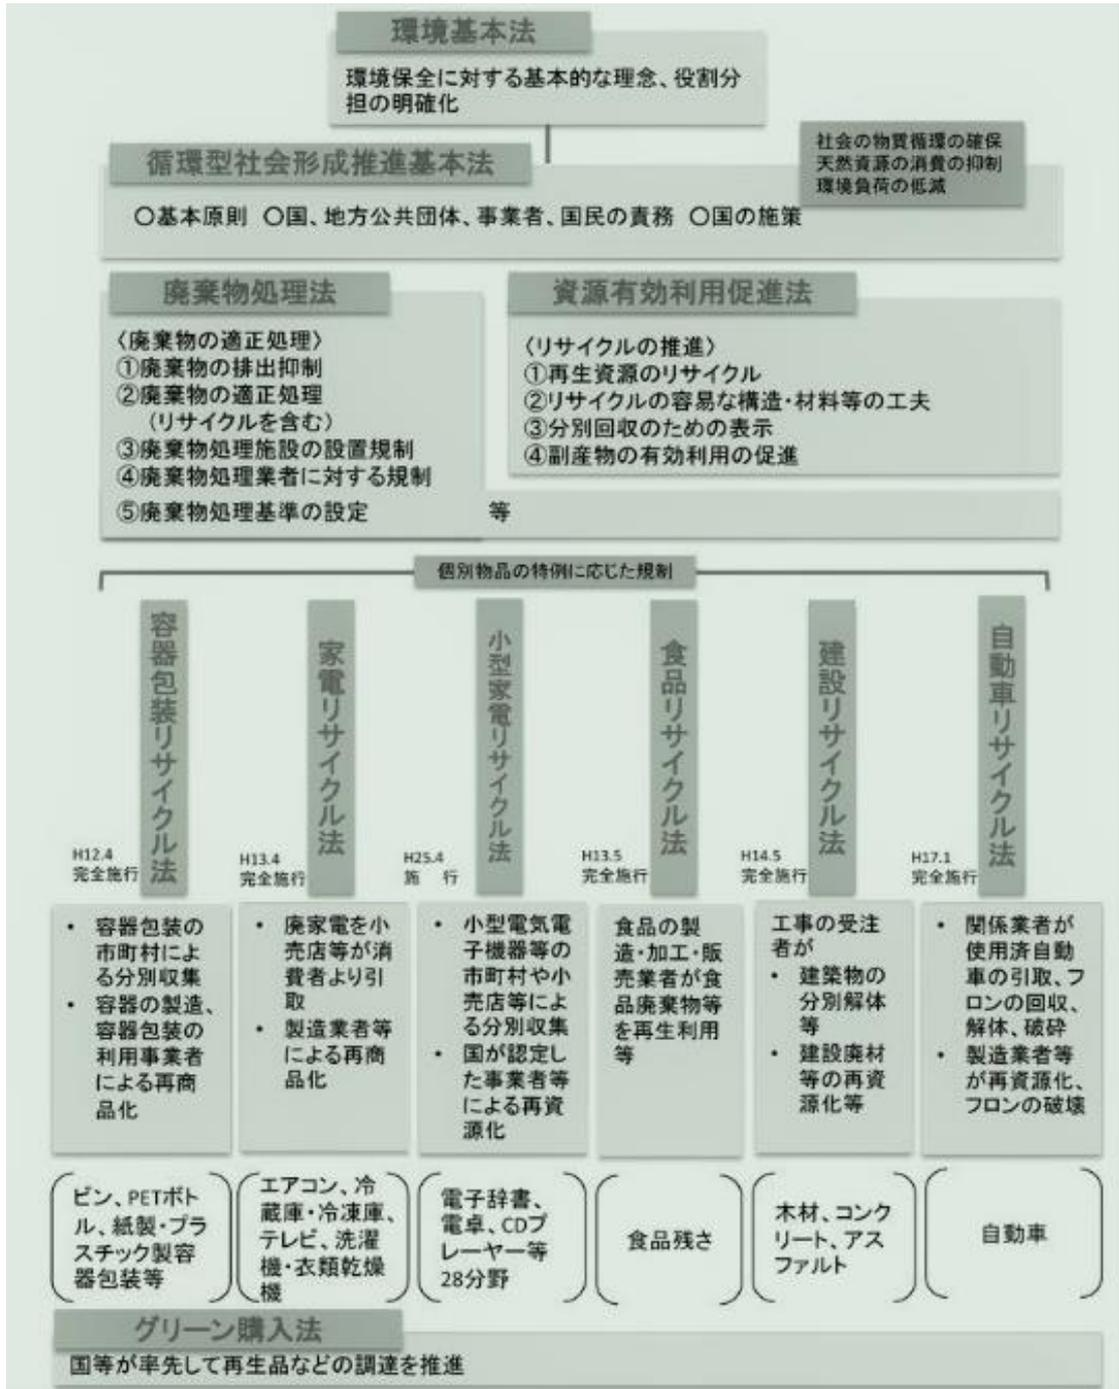 環境基本法
環境保全に対する基本的な理念、役割分
担の明確化
循環型社会形成推進基本法
社会の物質循環の確保
天然資源の消費の抑制
環境負荷の低減
○基本原則 ○国、地方公共団体、事業者、国民の責務 ○国の施策
廃棄物処理法
〈廃棄物の適正処理〉
①廃棄物の排出抑制
②廃棄物の適正処理
(リサイクルを含む)
③廃棄物処理施設の設置規制
④廃棄物処理業者に対する規制
⑤廃棄物処理基準の設定 等
資源有効利用促進法
〈リサイクルの推進〉
①再生資源のリサイクル
②リサイクルの容易な構造・材料等の工夫
③分別回収のための表示
④副産物の有効利用の促進
個別物品の特例に応じた規制
容器包装リサイクル法
H12.4
完全施行
・ 容器包装の
市町村によ
る分別収集
・ 容器の製造、
容器包装の
利用事業者
による再商
品化
ビン、PETボト
ル、紙製・プラ
スチック製容
器包装等
家電リサイクル法
H13.4
完全施行
・ 廃家電を小
売店等が消
費者より引
取
・ 製造業者等
による再商
品化
エアコン、冷
蔵庫・冷凍庫、
テレビ、洗濯
機・衣類乾燥
機
小型家電リサイクル法
H25.4
施 行
・ 小型電気電
子機器等の
市町村や小
売店等によ
る分別収集
・ 国が認定し
た事業者等
による再資
源化
電子辞書、
電卓、CDプ
レーヤー等
28分野
食品リサイクル法
H13.5
完全施行
食品の製
造・加工・販
売業者が食
品廃棄物等
を再生利用
等
食品残さ
建設リサイクル法
H14.5
完全施行
工事の受注
者が
・ 建築物の
分別解体
等
・ 建設廃材
等の再資
源化等
木材、コンク
リート、アス
ファルト
自動車リサイクル法
H17.1
完全施行
・ 関係業者が
使用済自動
車の引取、フ
ロンの回収、
解体、破砕
・ 製造業者等
が再資源化、
フロンの破壊
自動車
グリーン購入法
国等が率先して再生品などの調達を推進